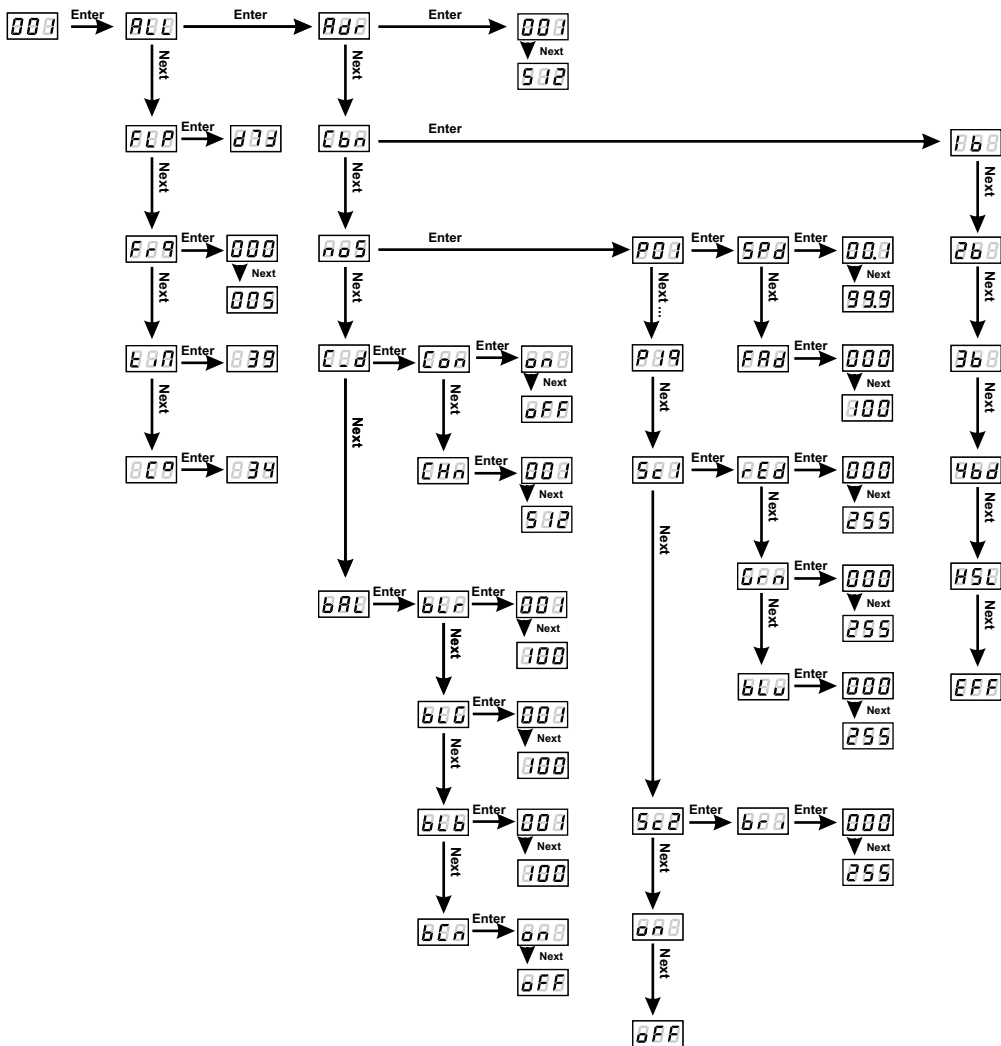 001 Enter ALL Enter Adr Enter 001
Next
512
Next Next
FLP Enter
Cbn Enter 1b
Next Next Next
Frq Enter 000
Next
005
noS Enter P01 Enter SPd Enter 00.1
Next
99.9
2b
Next Next Next... Next Next
tiM Enter 39
C_d Enter Con Enter on
Next
oFF
P19
FAd Enter 000
Next
100
3b
Next Next Next Next Next
C° Enter 34
CHn Enter 001
Next
512
Sc1 Enter rEd Enter 000
Next
255
4bd
Next Next Next
Grn Enter 000
Next
255
HSL
bAL Enter bLr Enter 001
Next
100
Next Next Next
bLu Enter 000
Next
255
EFF
bLG Enter 001
Next
100
Next
bLb Enter 001
Next
100
Sc2 Enter bri Enter 000
Next
255
Next Next
bCn Enter on
Next
oFF
on
Next
oFF